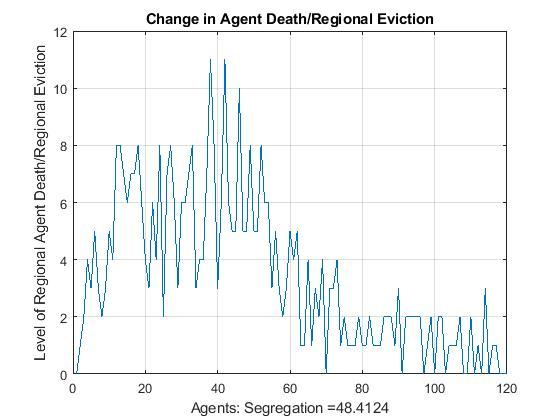 Change in Agent Death/Regional Eviction
Level of Regional Agent Death/Regional Eviction
12
10
8
6
4
2
0
0 20 40 60 80 100 120
Agents: Segregation =48.4124